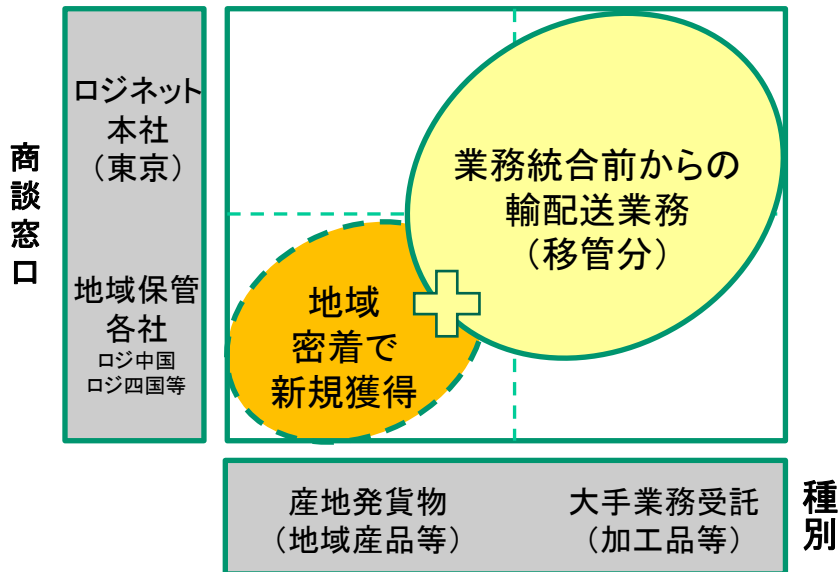 商談窓口
ロジネット
本社
（東京）
地域保管
各社
ロジ中国
ロジ四国等
業務統合前からの
輸配送業務
（移管分）
地域
密着で
新規獲得
産地発貨物
（地域産品等）
大手業務受託
（加工品等）
種別